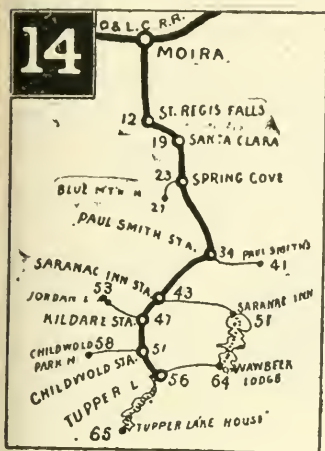 14
O & L. C. R. R.
MOIRA
12 ST. REGIS FALLS
19 SANTA CLARA
23 SPRING COVE
BLUE MT'N H
27
PAUL SMITH STA.
34 PAUL SMITH'S
41
SARANAC INN STA.
43
JORDAN L
53
SARANAC INN
51
KILDARE STA.
47
CHILDWOLD 58
PARK H
51
CHILDWOLD STA.
WAWBEEK
64 LODGE
TUPPER L
56
65 "TUPPER LAKE HOUSE"